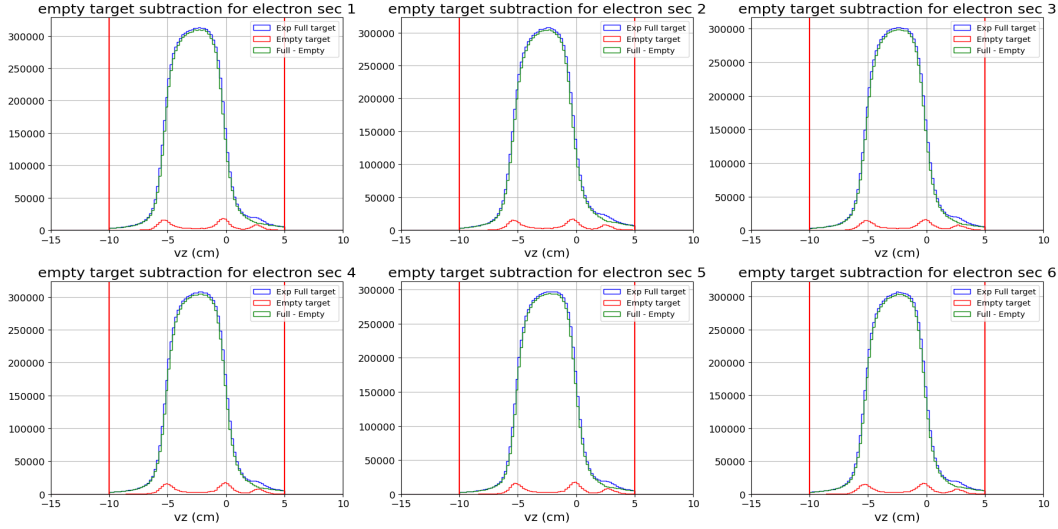 empty target subtraction for electron sec 1
300000
250000
200000
150000
100000
50000
0
Exp Full target
Empty target
Full - Empty
−15 −10 −5 0 5 10
vz (cm)
empty target subtraction for electron sec 2
300000
250000
200000
150000
100000
50000
0
Exp Full target
Empty target
Full - Empty
−15 −10 −5 0 5 10
vz (cm)
empty target subtraction for electron sec 3
300000
250000
200000
150000
100000
50000
0
Exp Full target
Empty target
Full - Empty
−15 −10 −5 0 5 10
vz (cm)
empty target subtraction for electron sec 4
300000
250000
200000
150000
100000
50000
0
Exp Full target
Empty target
Full - Empty
−15 −10 −5 0 5 10
vz (cm)
empty target subtraction for electron sec 5
300000
250000
200000
150000
100000
50000
0
Exp Full target
Empty target
Full - Empty
−15 −10 −5 0 5 10
vz (cm)
empty target subtraction for electron sec 6
300000
250000
200000
150000
100000
50000
0
Exp Full target
Empty target
Full - Empty
−15 −10 −5 0 5 10
vz (cm)